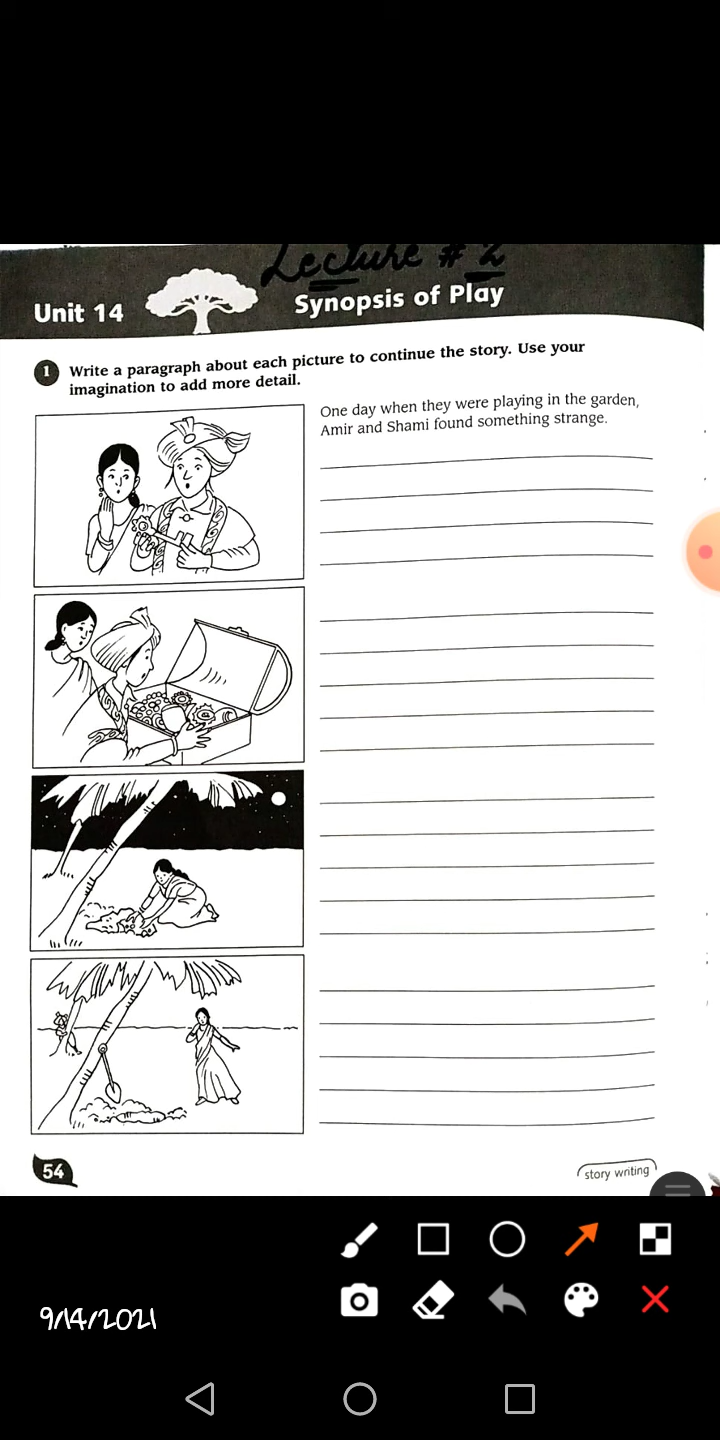 Lecture # 2
Unit 14
Synopsis of Play
1 Write a paragraph about each picture to continue the story. Use your
imagination to add more detail.
One day when they were playing in the garden,
Amir and Shami found something strange.
54
story writing
9/14/2021